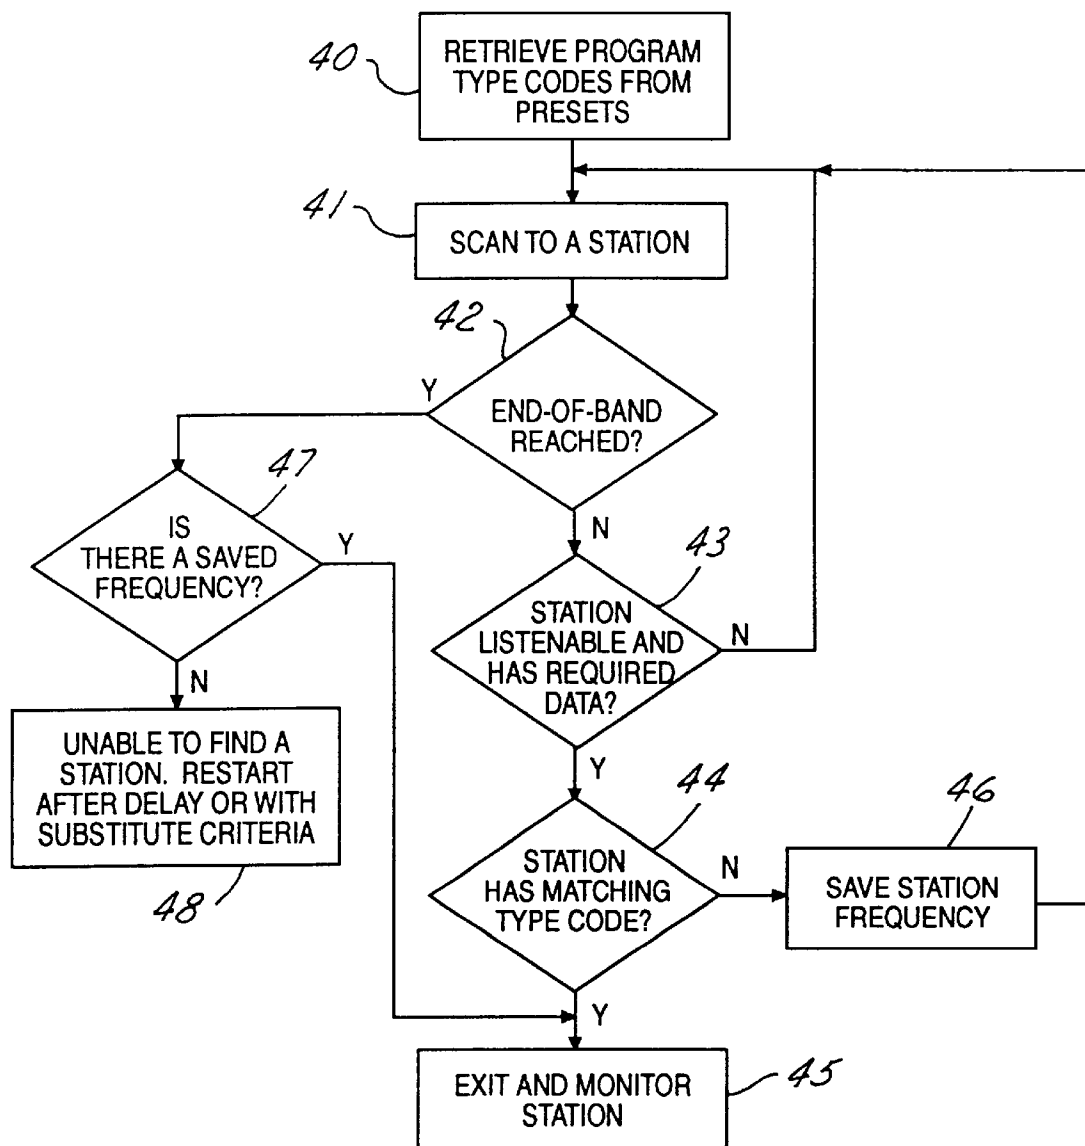 40
RETRIEVE PROGRAM
TYPE CODES FROM
PRESETS
41
SCAN TO A STATION
42
Y
END-OF-BAND
REACHED?
47
IS
THERE A SAVED
FREQUENCY?
Y
N
43
STATION
LISTENABLE AND
HAS REQUIRED
DATA?
N
N
UNABLE TO FIND A
STATION. RESTART
AFTER DELAY OR WITH
SUBSTITUTE CRITERIA
48
Y
44
STATION
HAS MATCHING
TYPE CODE?
N
46
SAVE STATION
FREQUENCY
Y
EXIT AND MONITOR
STATION
45